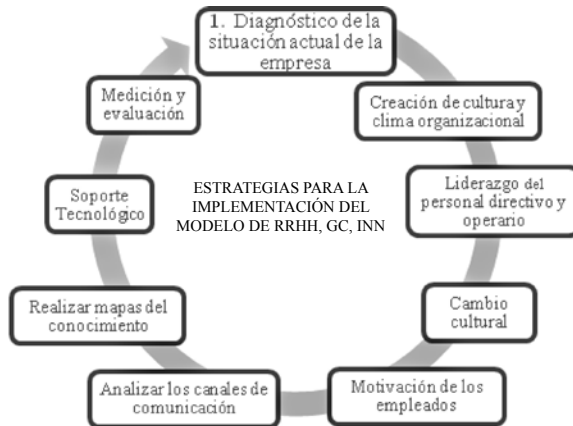 1. Diagnóstico de la
situación actual de la
empresa
Creación de cultura y
clima organizacional
Liderazgo del
personal directivo y
operario
Cambio
cultural
Motivación de los
empleados
Analizar los canales de
comunicación
Realizar mapas del
conocimiento
Soporte
Tecnológico
Medición y
evaluación
ESTRATEGIAS PARA LA
IMPLEMENTACIÓN DEL
MODELO DE RRHH, GC, INN